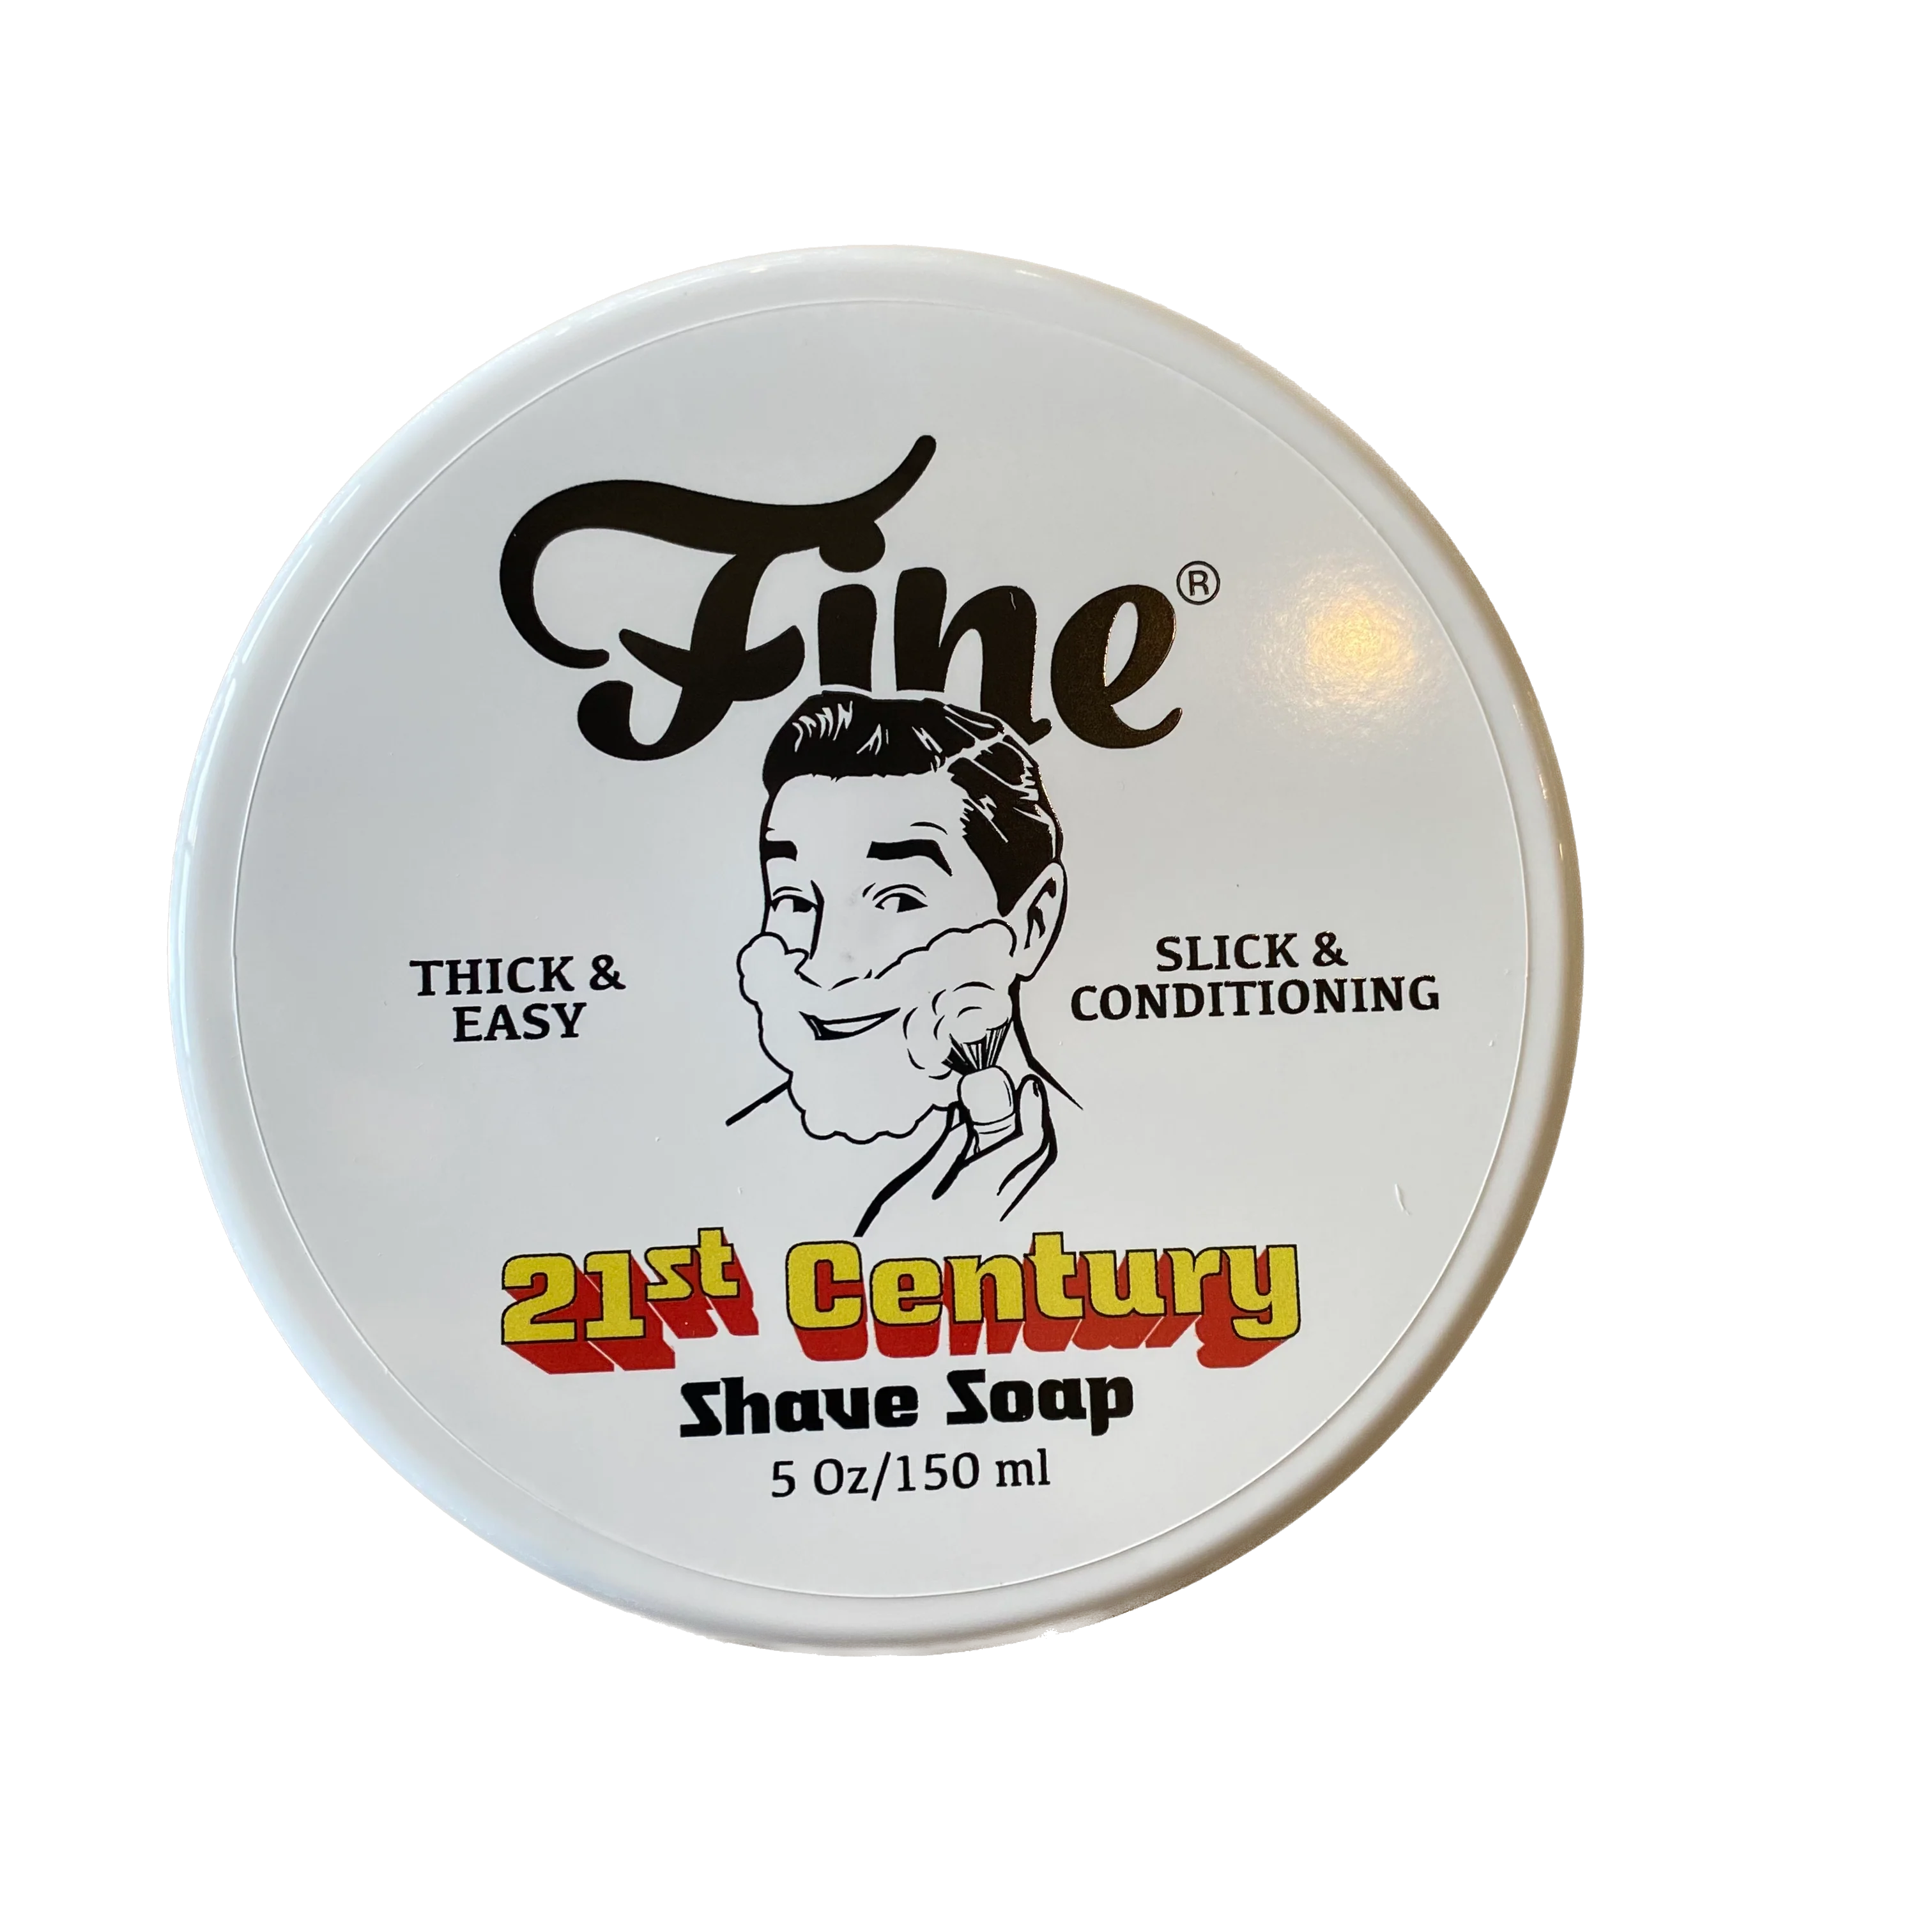 Fine®
THICK &
EASY
SLICK &
CONDITIONING
21st Century
Shave Soap
5 Oz/150 ml